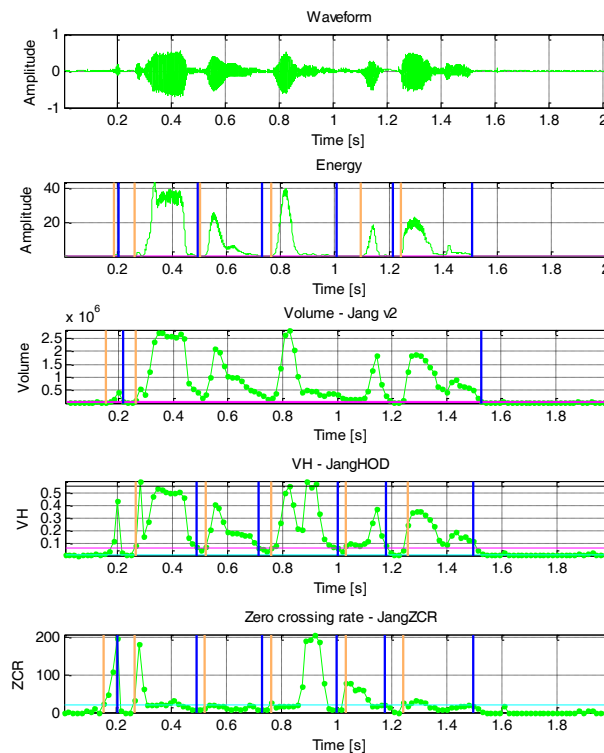 Waveform
1
0
-1
Amplitude
0.2 0.4 0.6 0.8 1 1.2 1.4 1.6 1.8 2
Time [s]
Energy
40
20
Amplitude
0.2 0.4 0.6 0.8 1 1.2 1.4 1.6 1.8
Time [s]
x 10^6
Volume - Jang v2
2.5
2
1.5
1
0.5
Volume
0.2 0.4 0.6 0.8 1 1.2 1.4 1.6 1.8
Time [s]
VH - JangHOD
0.5
0.4
0.3
0.2
0.1
VH
0.2 0.4 0.6 0.8 1 1.2 1.4 1.6 1.8
Time [s]
Zero crossing rate - JangZCR
200
100
0
ZCR
0.2 0.4 0.6 0.8 1 1.2 1.4 1.6 1.8
Time [s]